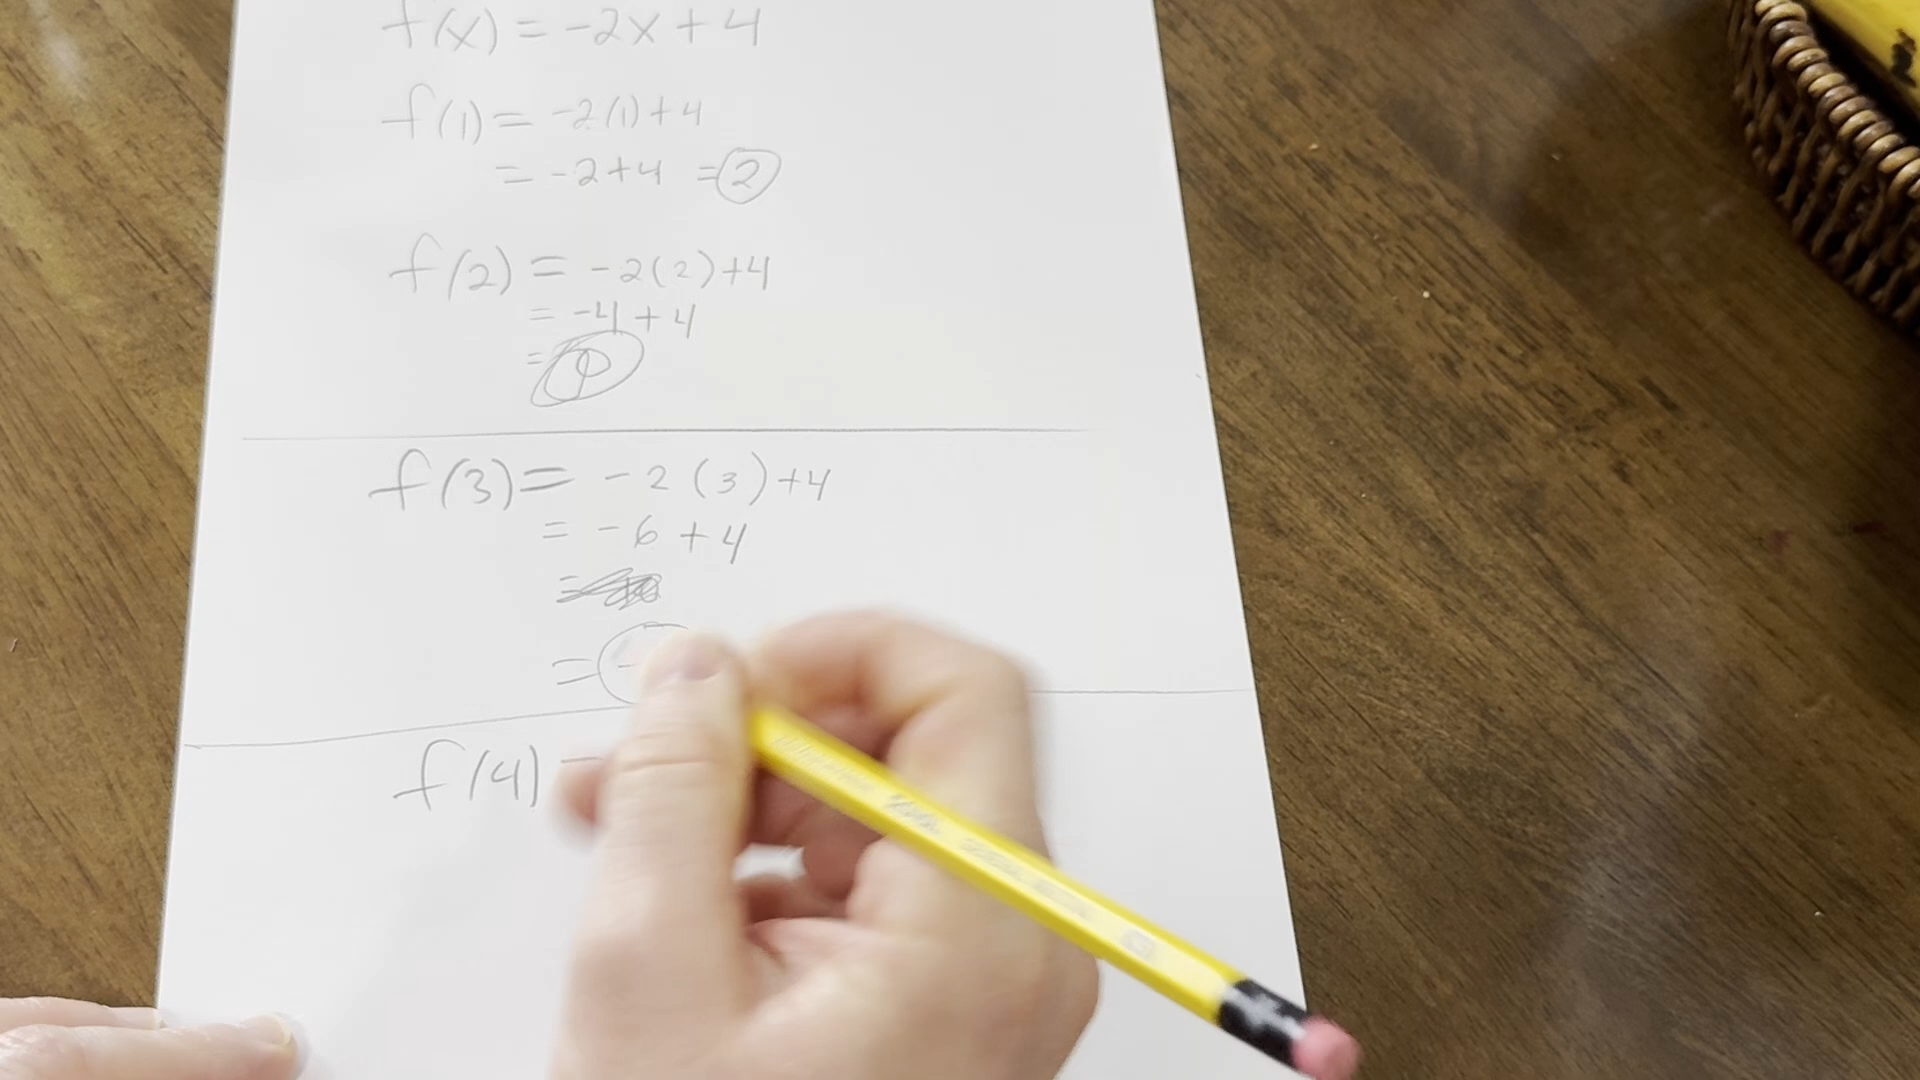 f(x) = -2x + 4
f(1) = -2(1)+4
= -2+4 = 2
f(2) = -2(2)+4
= -4+4
=
f(3) = -2(3)+4
= -6+4
=
= -
f(4) =